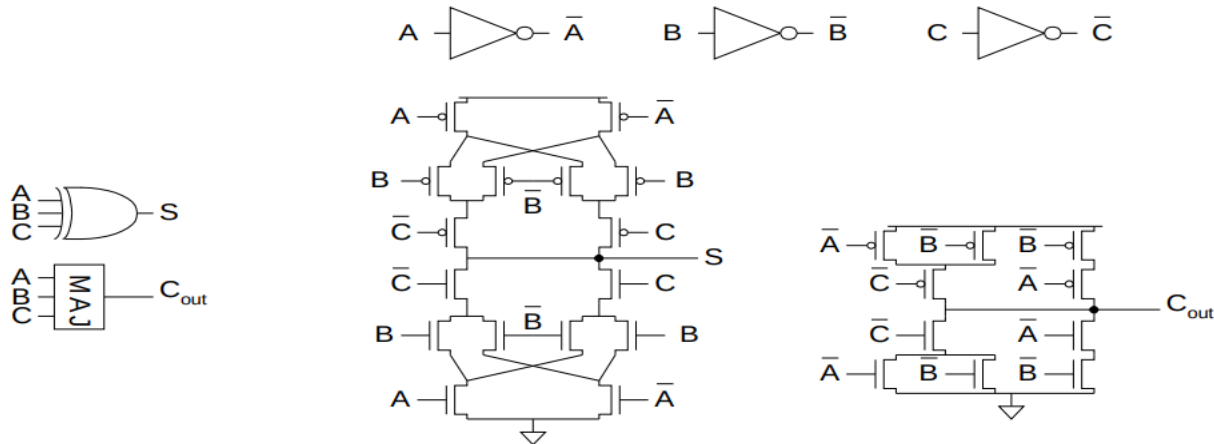 A A̅ B B̅ C C̅
A A̅
B B̅ B
C̅ C
S
C̅ C
B B̅ B
A A̅
A
B
C
S
A
B
C
MAJ
Cout
A̅ B̅ B̅
C̅ A̅
Cout
C̅ A̅
A̅ B̅ B̅